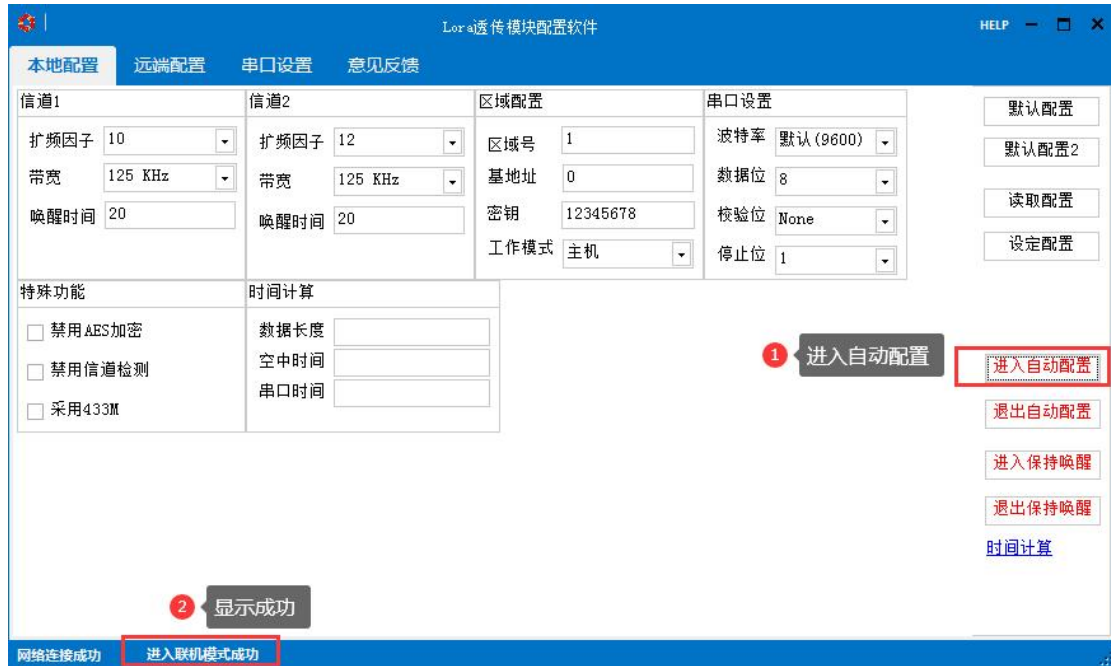 Lora透传模块配置软件
HELP
本地配置 远端配置 串口设置 意见反馈
信道1
扩频因子 10
带宽 125 KHz
唤醒时间 20
信道2
扩频因子 12
带宽 125 KHz
唤醒时间 20
区域配置
区域号 1
基地址 0
密钥 12345678
工作模式 主机
串口设置
波特率 默认(9600)
数据位 8
校验位 None
停止位 1
默认配置
默认配置2
读取配置
设定配置
特殊功能
禁用AES加密
禁用信道检测
采用433M
时间计算
数据长度
空中时间
串口时间
1 进入自动配置
进入自动配置
退出自动配置
进入保持唤醒
退出保持唤醒
时间计算
2 显示成功
网络连接成功 进入联机模式成功